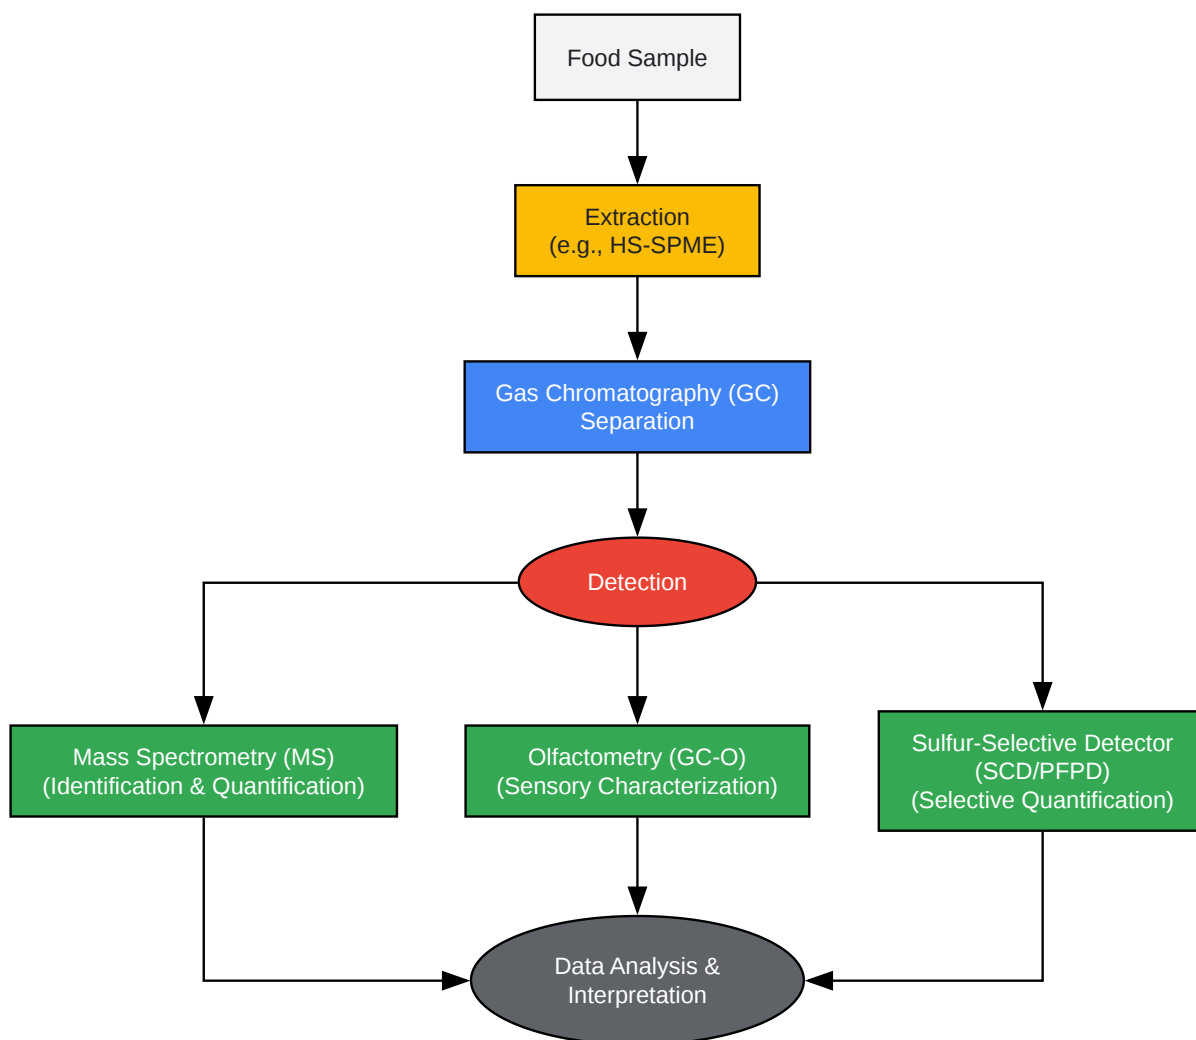 Food Sample
Extraction
(e.g., HS-SPME)
Gas Chromatography (GC)
Separation
Detection
Mass Spectrometry (MS)
(Identification & Quantification)
Olfactometry (GC-O)
(Sensory Characterization)
Sulfur-Selective Detector
(SCD/PFPD)
(Selective Quantification)
Data Analysis &
Interpretation